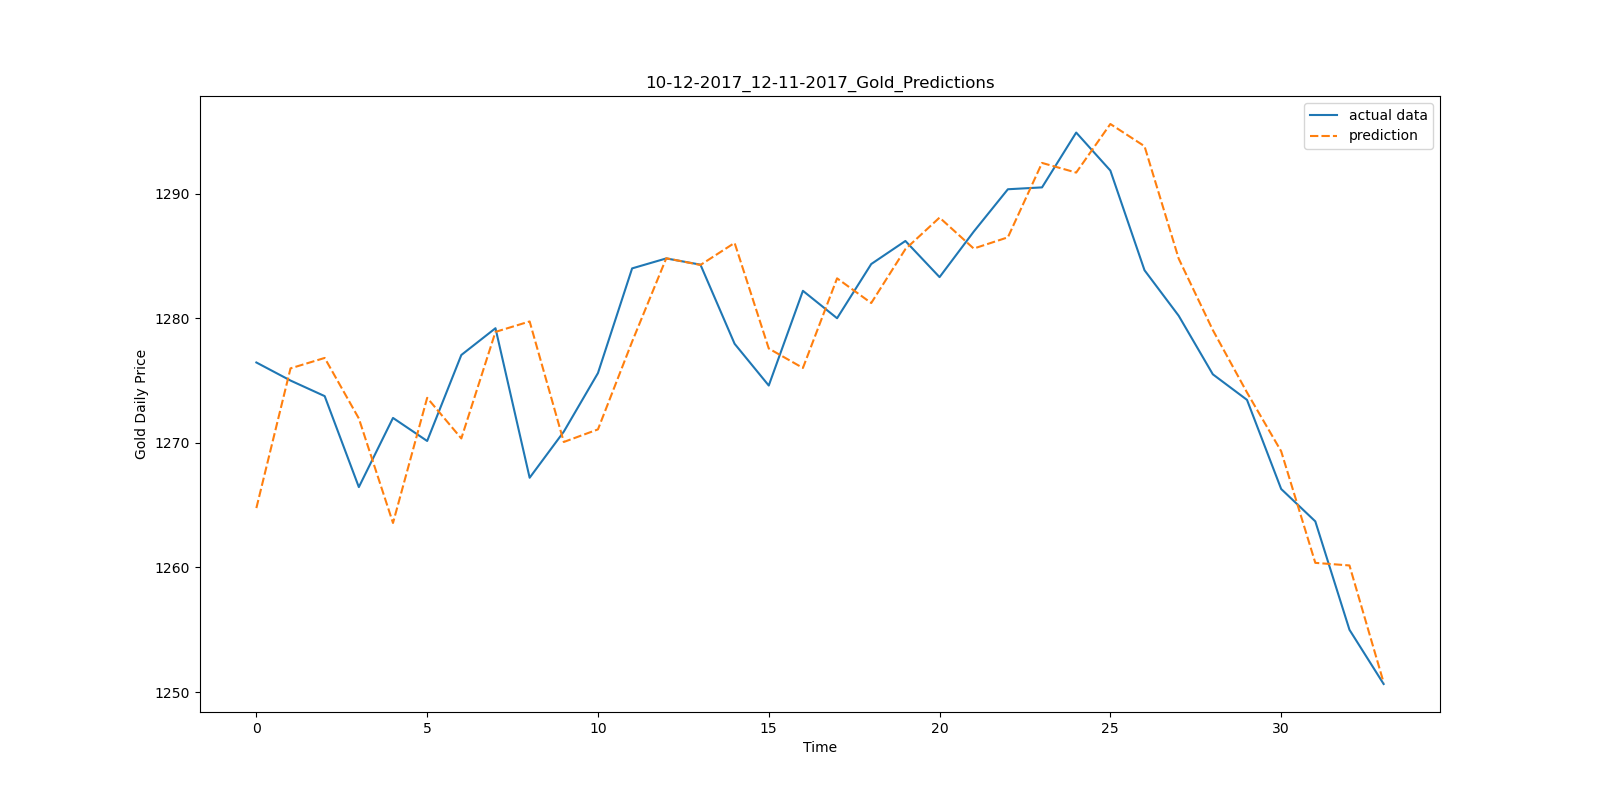 10-12-2017_12-11-2017_Gold_Predictions
actual data
prediction
Gold Daily Price
1290
1280
1270
1260
1250
0 5 10 15 20 25 30
Time